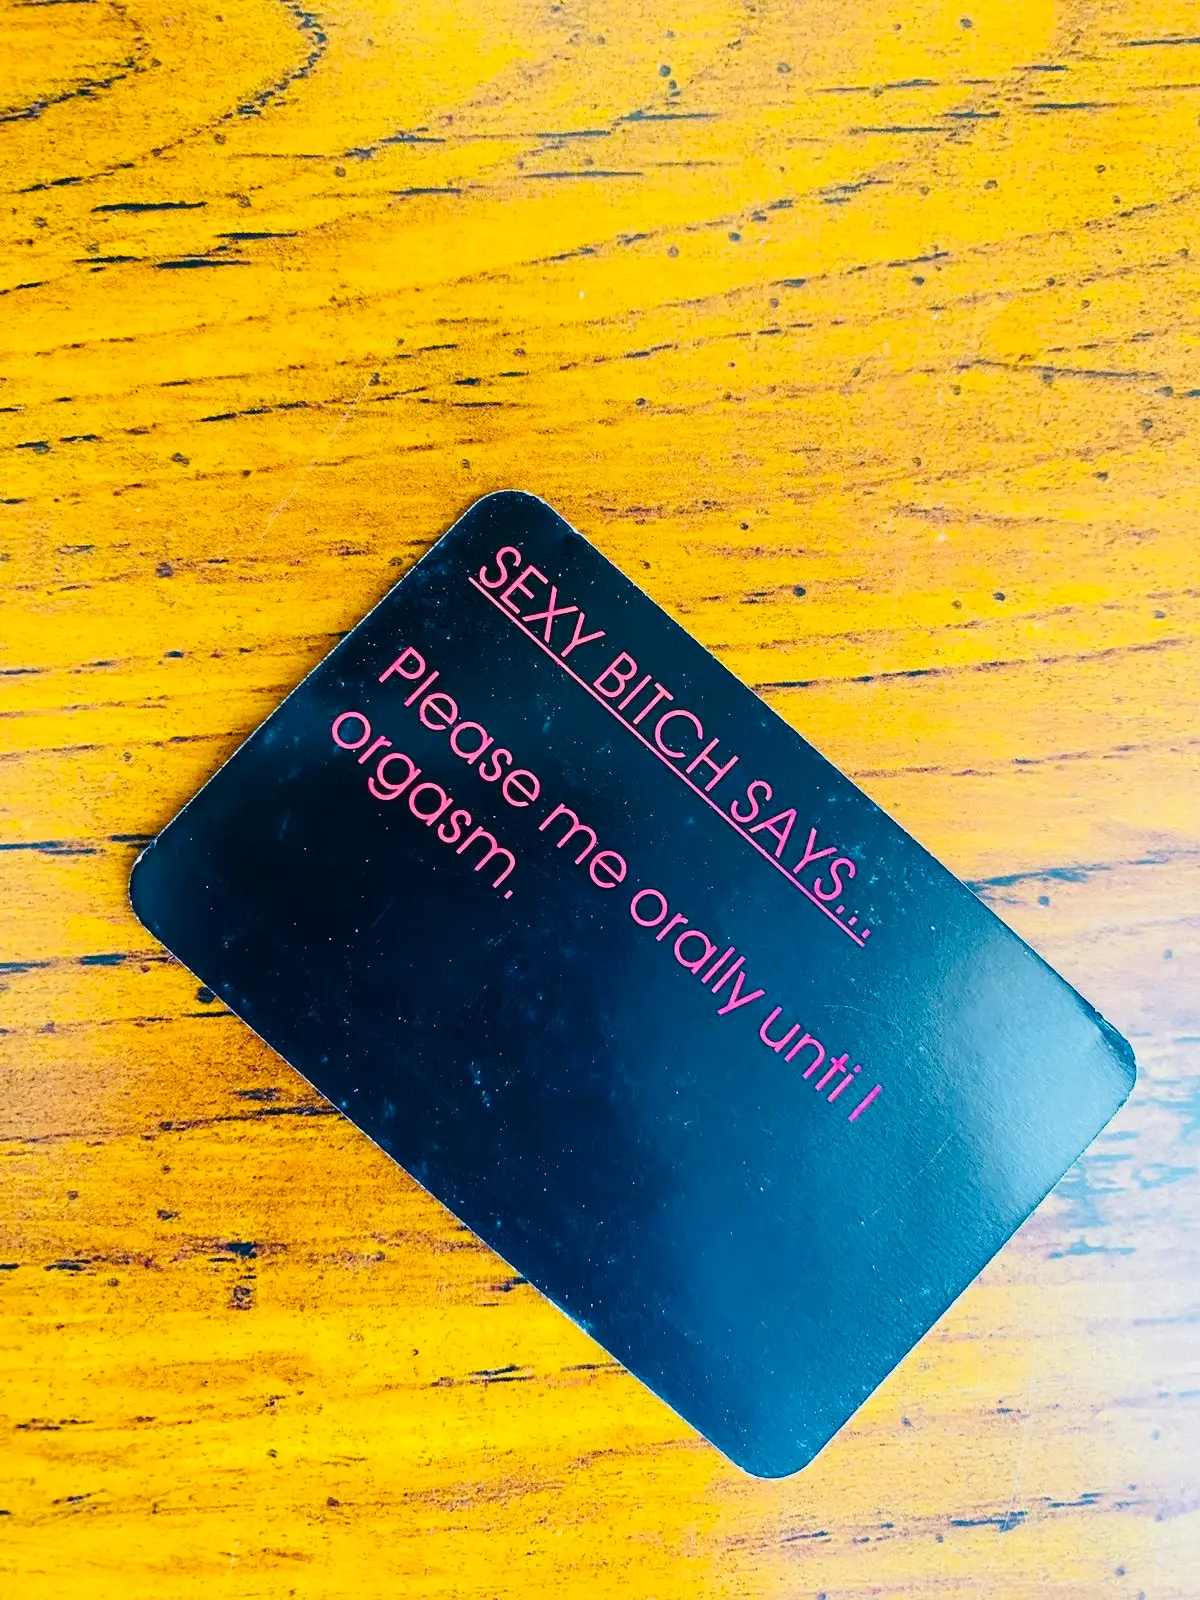 SEXY BITCH SAYS...
Please me orally until I
orgasm.